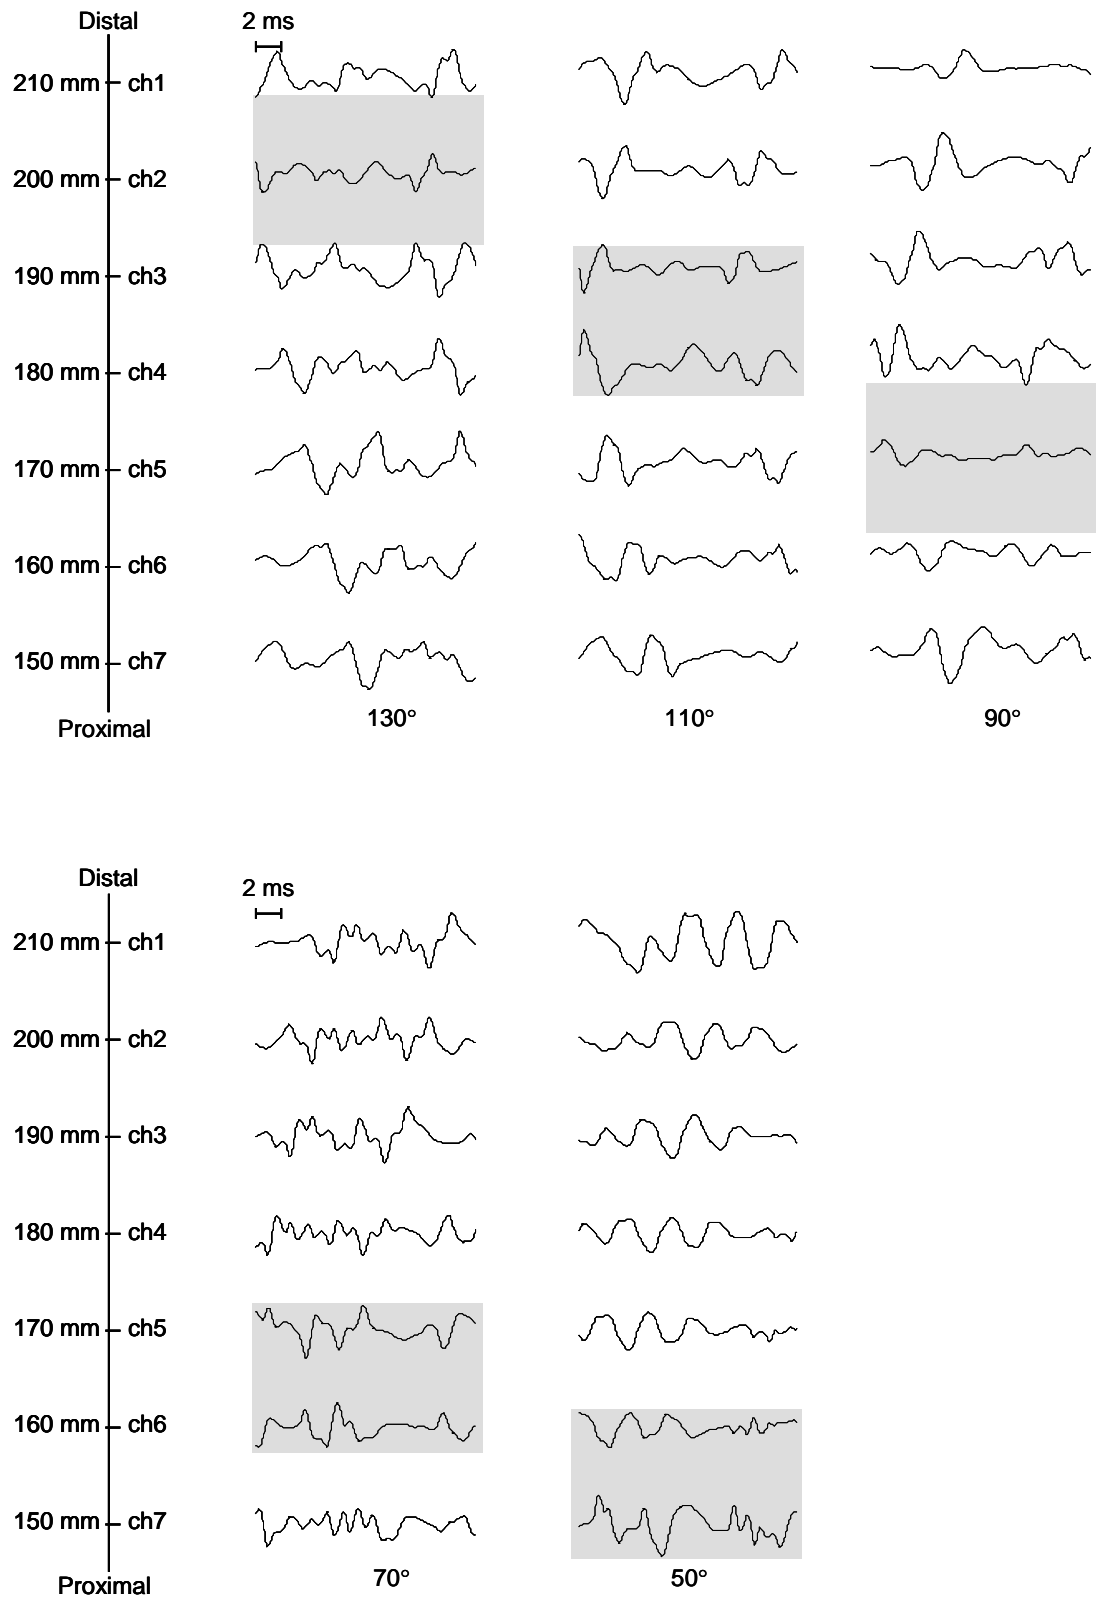 Distal
2 ms
210 mm ch1
200 mm ch2
190 mm ch3
180 mm ch4
170 mm ch5
160 mm ch6
150 mm ch7
Proximal
130° 110° 90°
Distal
2 ms
210 mm ch1
200 mm ch2
190 mm ch3
180 mm ch4
170 mm ch5
160 mm ch6
150 mm ch7
Proximal
70° 50°